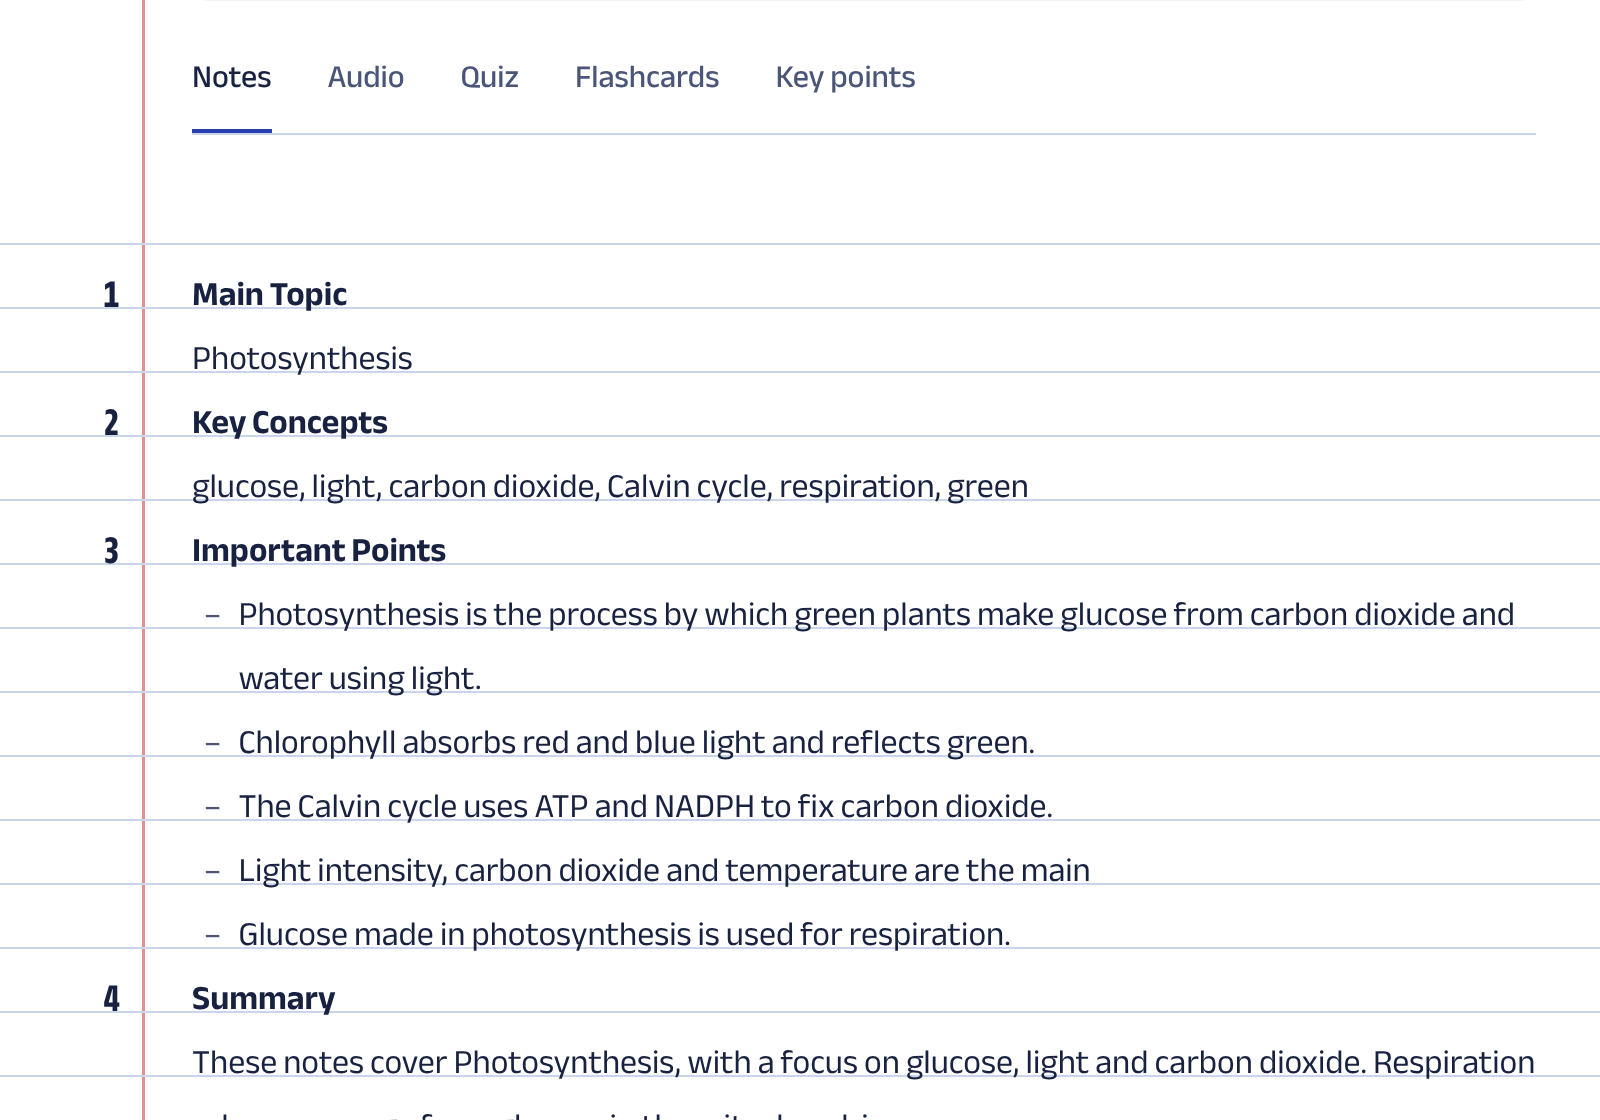 Notes Audio Quiz Flashcards Key points
1 Main Topic
Photosynthesis
2 Key Concepts
glucose, light, carbon dioxide, Calvin cycle, respiration, green
3 Important Points
– Photosynthesis is the process by which green plants make glucose from carbon dioxide and
water using light.
– Chlorophyll absorbs red and blue light and reflects green.
– The Calvin cycle uses ATP and NADPH to fix carbon dioxide.
– Light intensity, carbon dioxide and temperature are the main
– Glucose made in photosynthesis is used for respiration.
4 Summary
These notes cover Photosynthesis, with a focus on glucose, light and carbon dioxide. Respiration